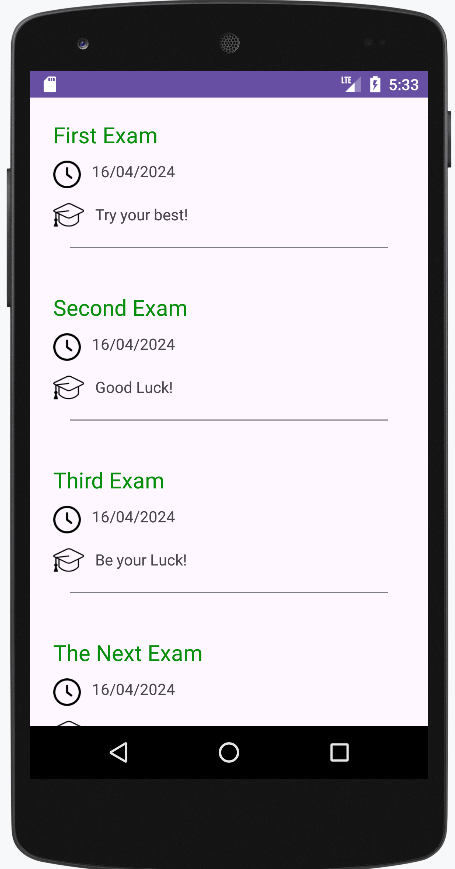 LTE 5:33
First Exam
16/04/2024
Try your best!
Second Exam
16/04/2024
Good Luck!
Third Exam
16/04/2024
Be your Luck!
The Next Exam
16/04/2024